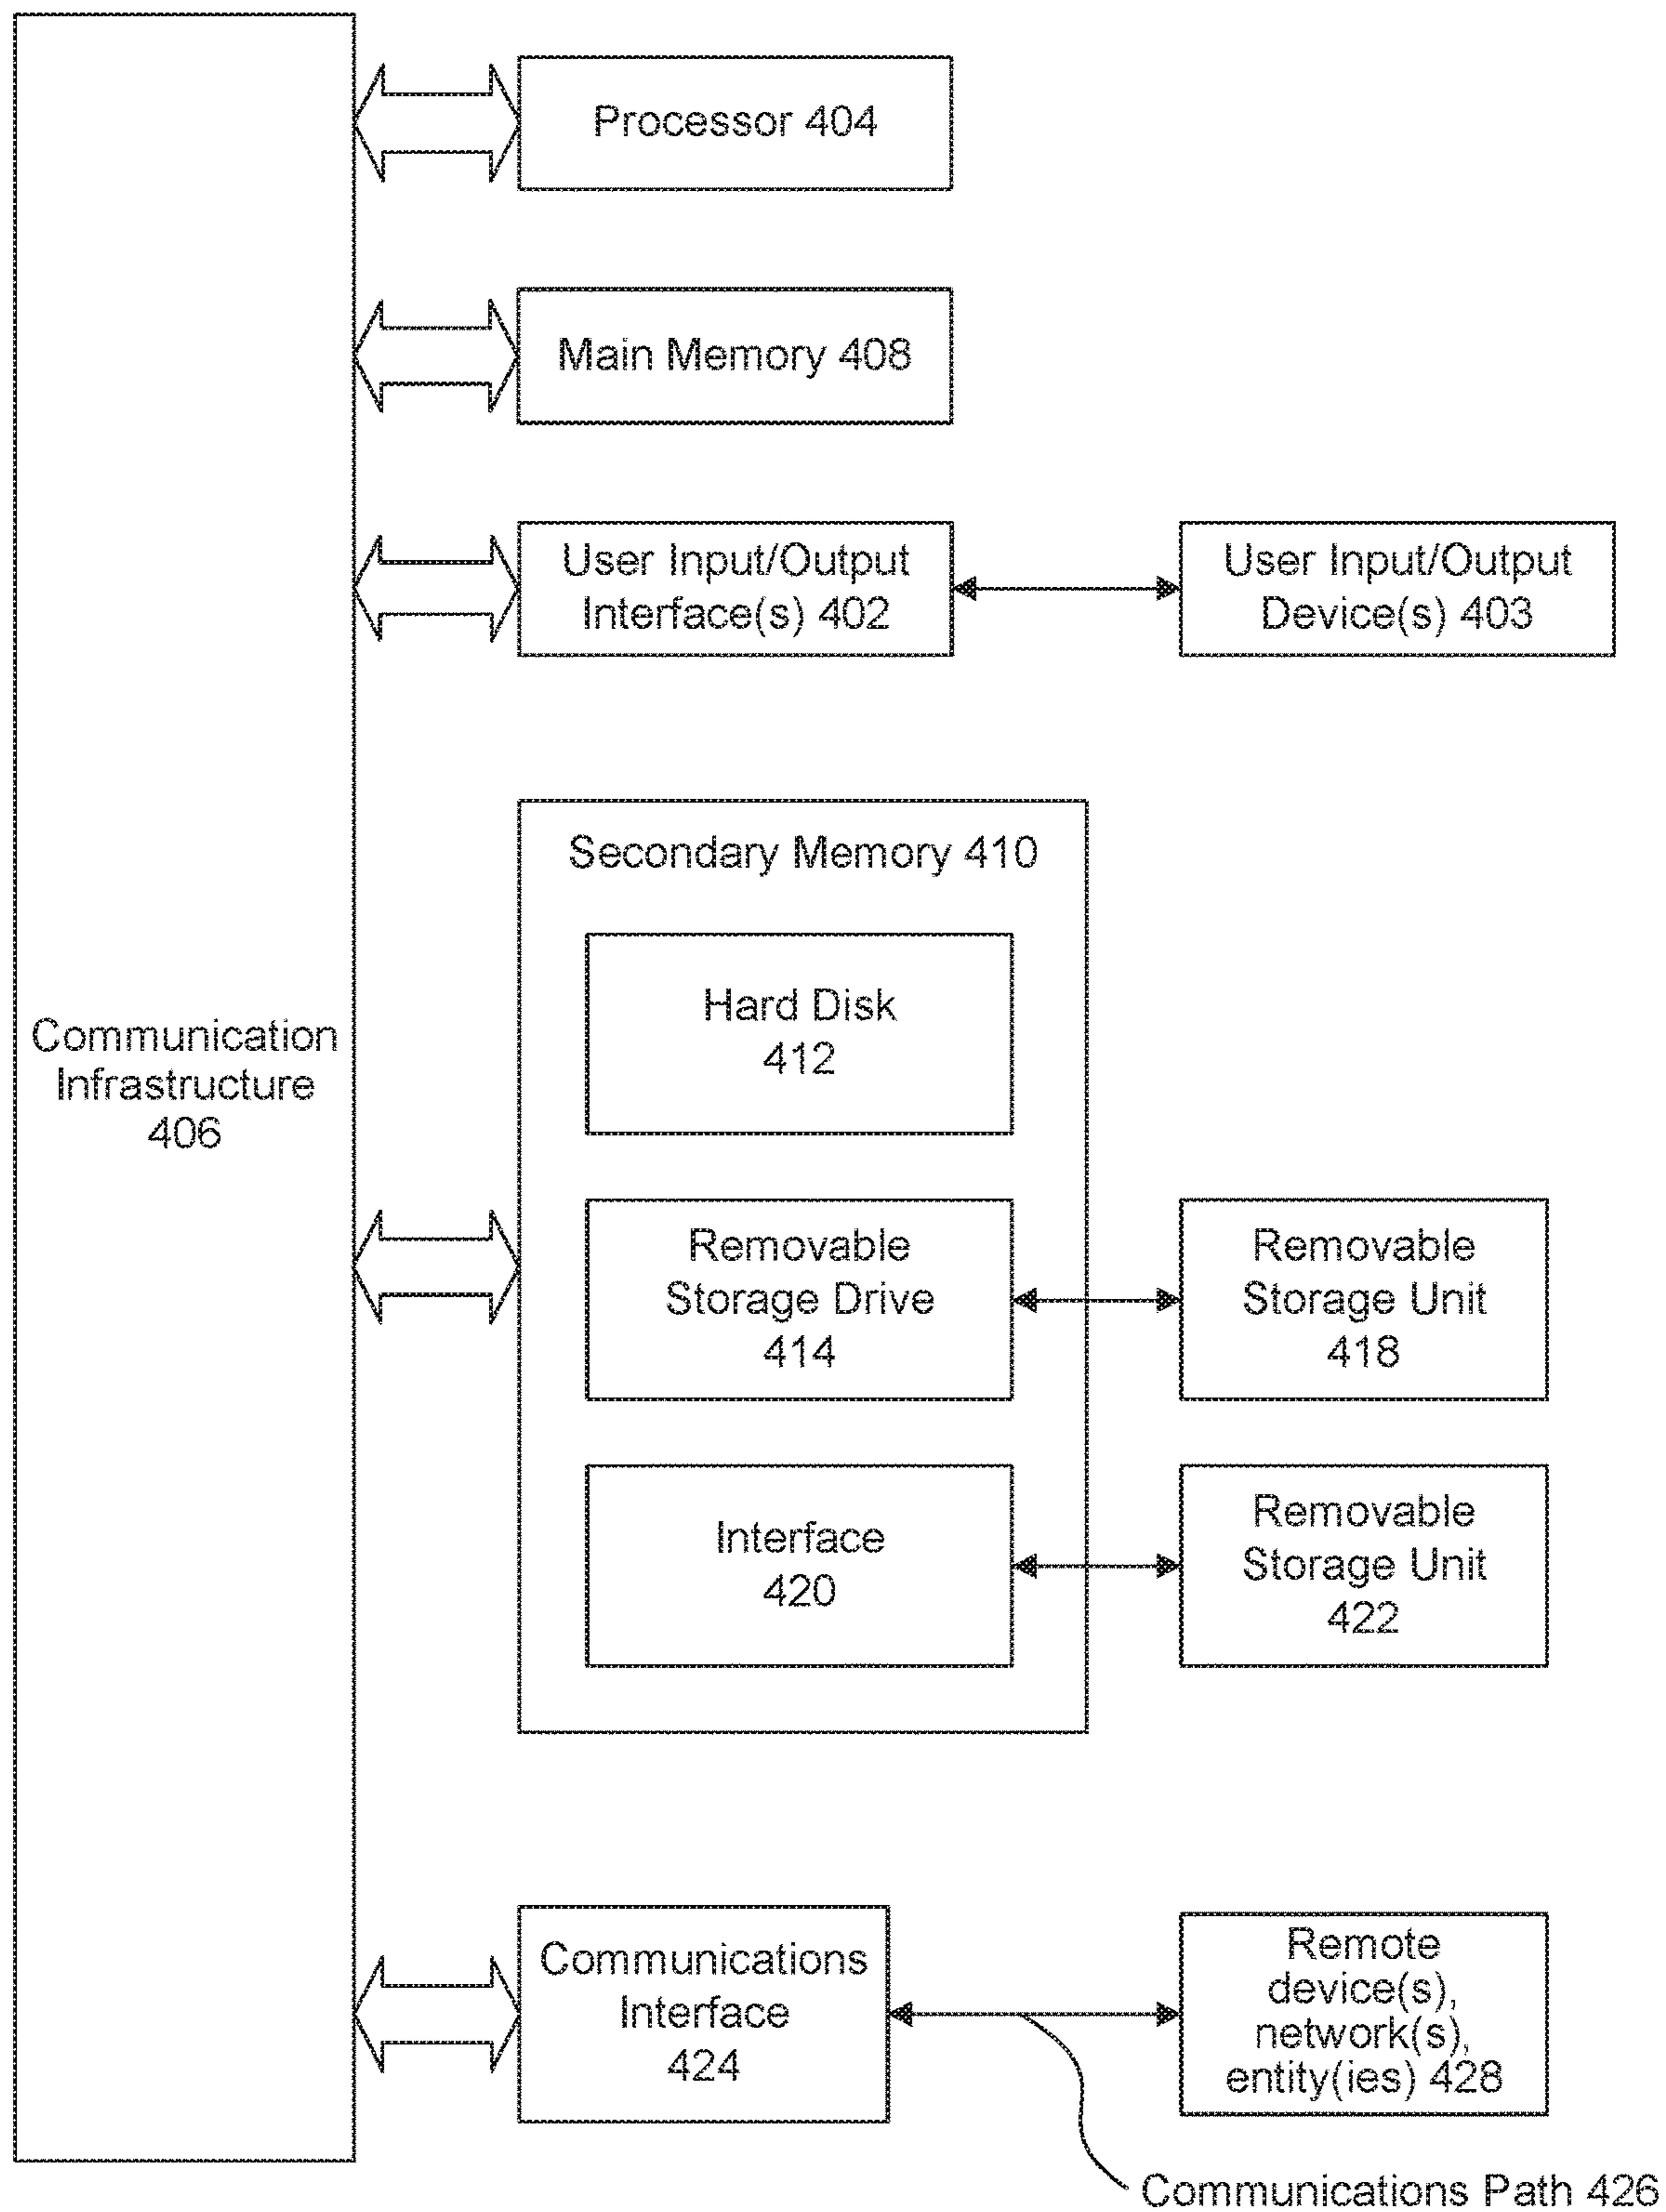 Processor 404
Main Memory 408
User Input/Output
Interface(s) 402
User Input/Output
Device(s) 403
Secondary Memory 410
Hard Disk
412
Communication
Infrastructure
406
Removable
Storage Drive
414
Removable
Storage Unit
418
Interface
420
Removable
Storage Unit
422
Communications
Interface
424
Remote
device(s),
network(s),
entity(ies) 428
Communications Path 426